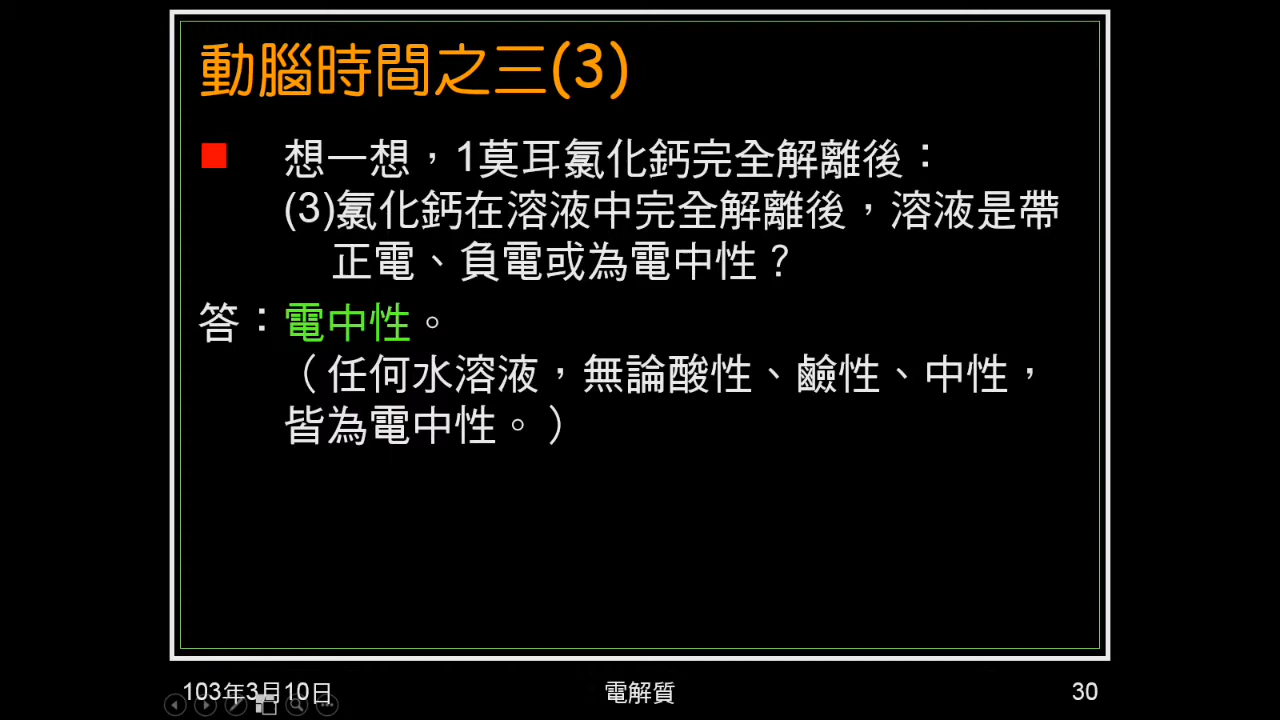 動腦時間之三(3)
想一想，1莫耳氯化鈣完全解離後：
(3)氯化鈣在溶液中完全解離後，溶液是帶
正電、負電或為電中性？
答：電中性。
（任何水溶液，無論酸性、鹼性、中性，
皆為電中性。）
103年3月10日
電解質
30